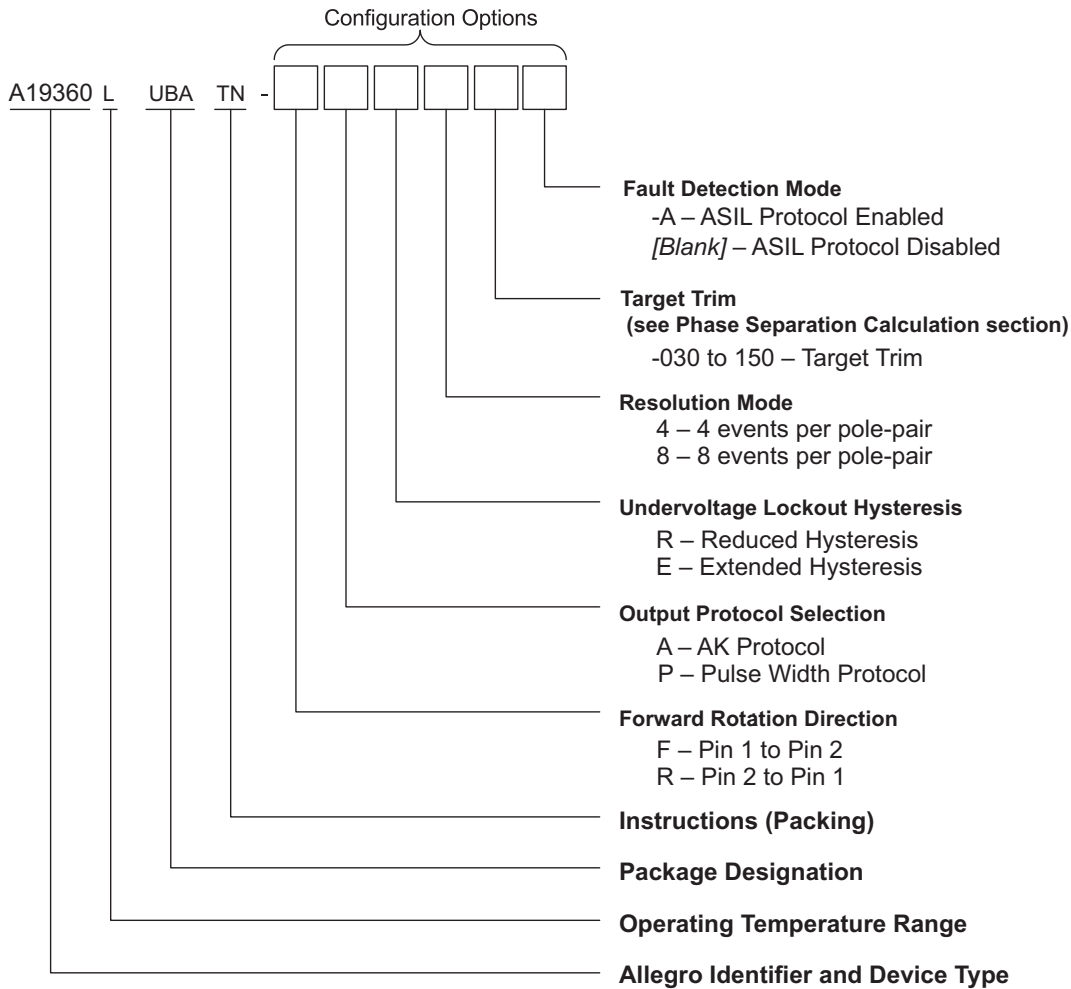 Configuration Options
A19360 L UBA TN -
Fault Detection Mode
-A – ASIL Protocol Enabled
[Blank] – ASIL Protocol Disabled
Target Trim
(see Phase Separation Calculation section)
-030 to 150 – Target Trim
Resolution Mode
4 – 4 events per pole-pair
8 – 8 events per pole-pair
Undervoltage Lockout Hysteresis
R – Reduced Hysteresis
E – Extended Hysteresis
Output Protocol Selection
A – AK Protocol
P – Pulse Width Protocol
Forward Rotation Direction
F – Pin 1 to Pin 2
R – Pin 2 to Pin 1
Instructions (Packing)
Package Designation
Operating Temperature Range
Allegro Identifier and Device Type